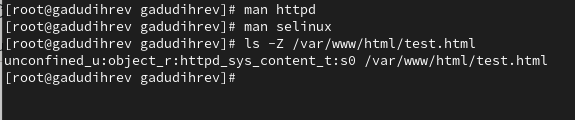 [root@gadudihrev gadudihrev]# man httpd
[root@gadudihrev gadudihrev]# man selinux
[root@gadudihrev gadudihrev]# ls -Z /var/www/html/test.html
unconfined_u:object_r:httpd_sys_content_t:s0 /var/www/html/test.html
[root@gadudihrev gadudihrev]#